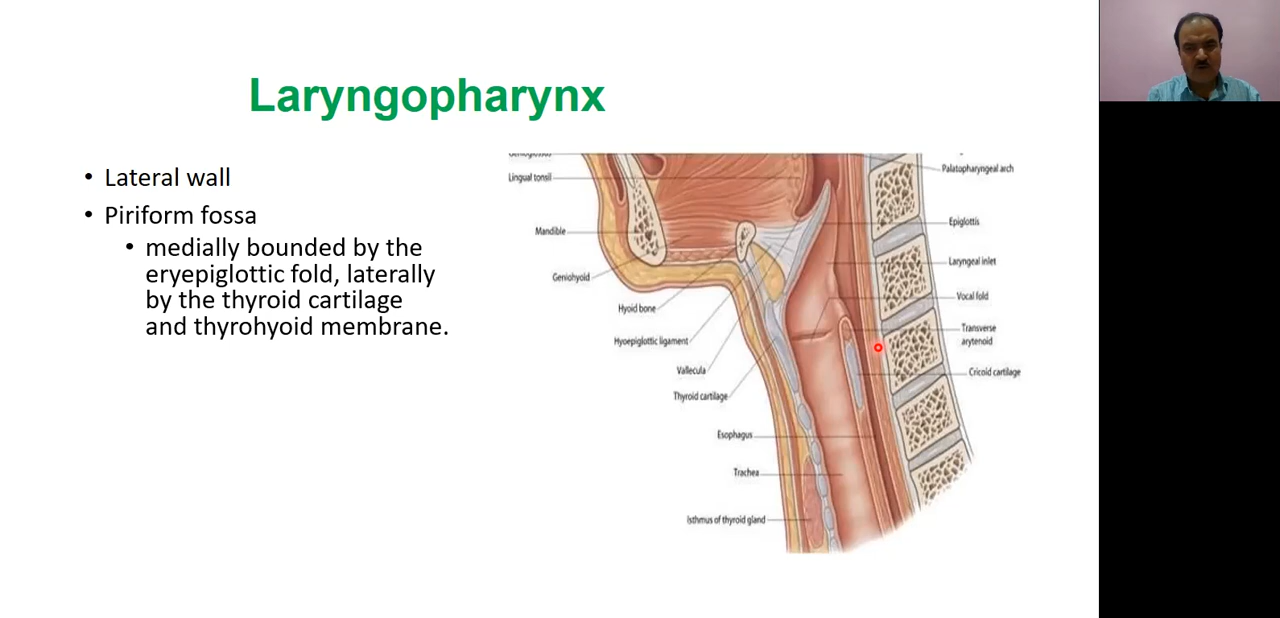 Laryngopharynx
• Lateral wall
• Piriform fossa
• medially bounded by the
eryepiglottic fold, laterally
by the thyroid cartilage
and thyrohyoid membrane.
Lingual tonsil
Mandible
Geniohyoid
Hyoid bone
Hyoepiglottic ligament
Vallecula
Thyroid cartilage
Esophagus
Trachea
Isthmus of thyroid gland
Palatopharyngeal arch
Epiglottis
Laryngeal inlet
Vocal fold
Transverse
arytenoid
Cricoid cartilage